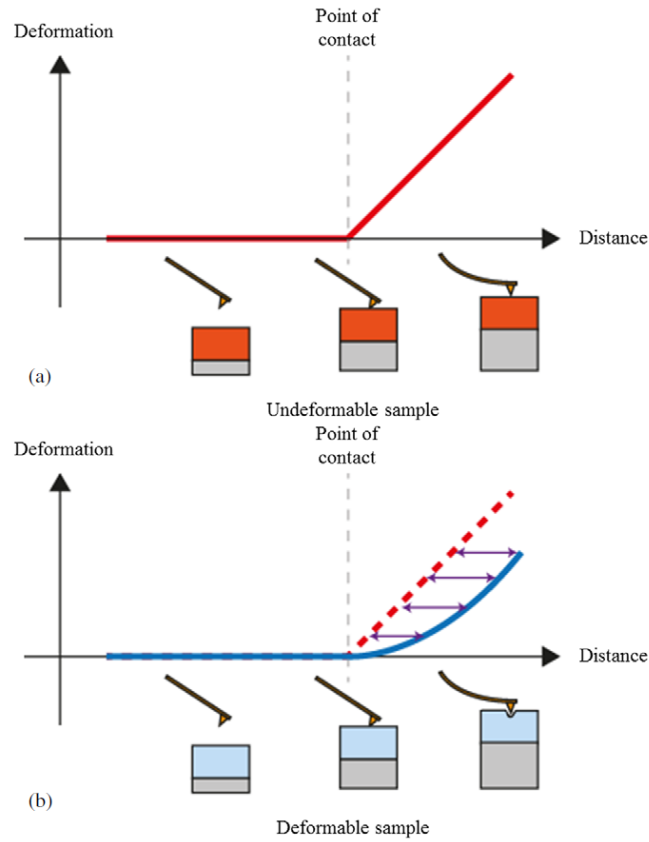 Point of
contact
Deformation
Distance
(a)
Undeformable sample
Point of
contact
Deformation
Distance
(b)
Deformable sample